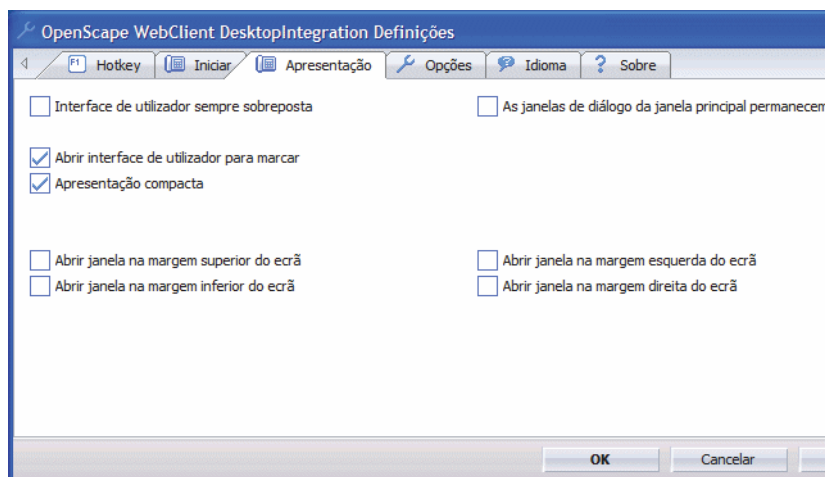 OpenScape WebClient DesktopIntegration Definições
F1 Hotkey Iniciar Apresentação Opções ? Idioma ? Sobre
Interface de utilizador sempre sobreposta As janelas de diálogo da janela principal permanecem
Abrir interface de utilizador para marcar
Apresentação compacta
Abrir janela na margem superior do ecrã Abrir janela na margem esquerda do ecrã
Abrir janela na margem inferior do ecrã Abrir janela na margem direita do ecrã
OK Cancelar